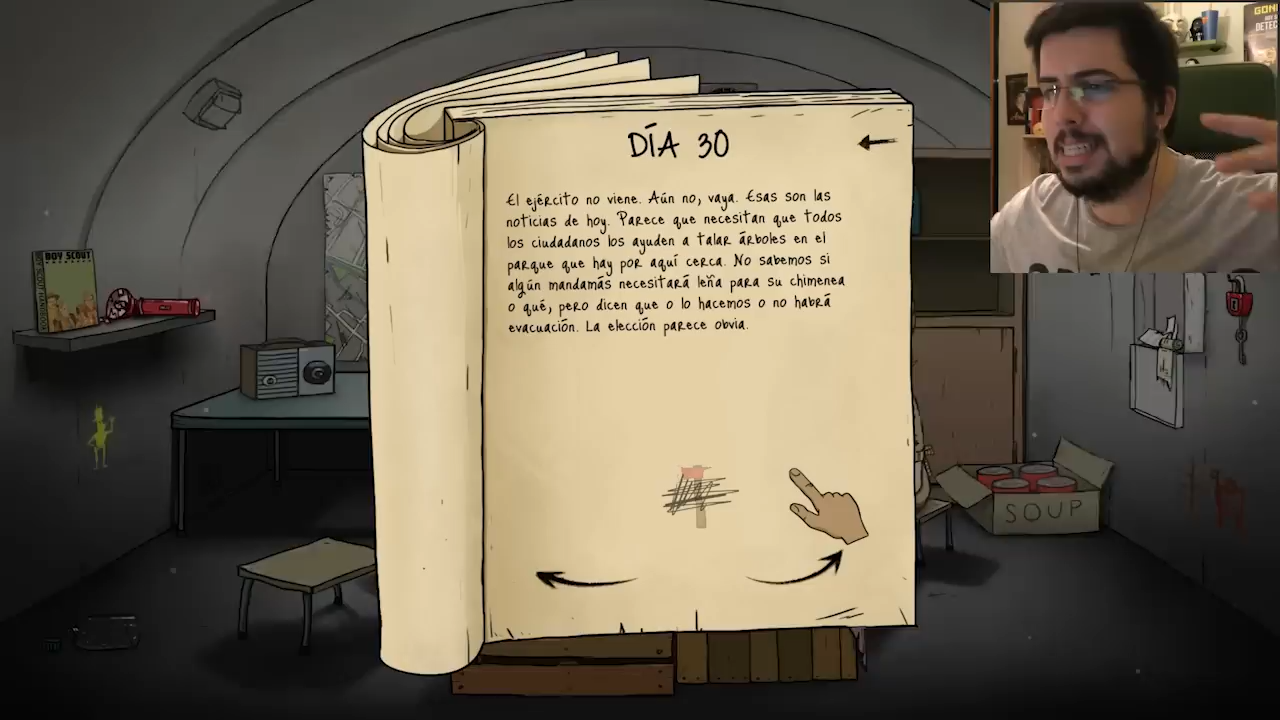 DÍA 30
El ejército no viene. Aún no, vaya. Esas son las
noticias de hoy. Parece que necesitan que todos
los ciudadanos los ayuden a talar árboles en el
parque que hay por aquí cerca. No sabemos si
algún mandamás necesitará leña para su chimenea
o qué, pero dicen que o lo hacemos o no habrá
evacuación. La elección parece obvia.
BOY SCOUT
SOUP